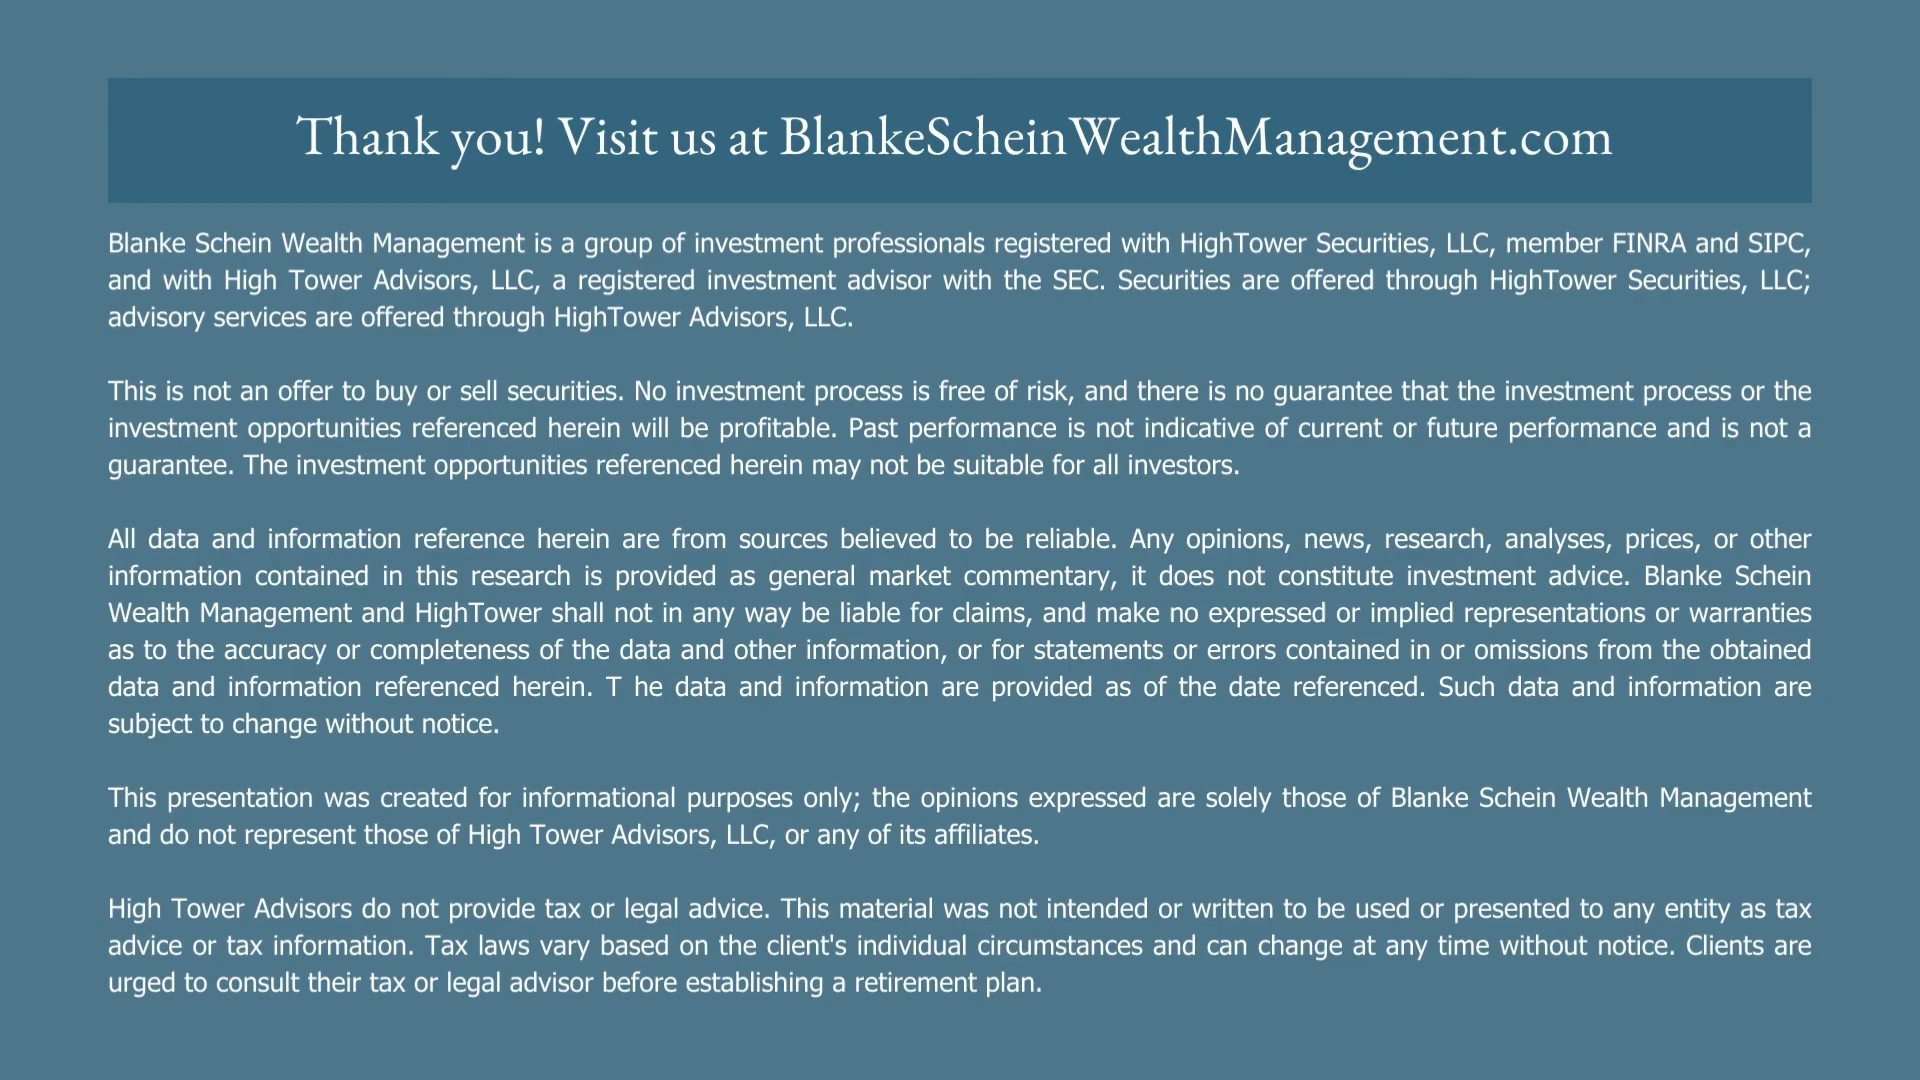 Thank you! Visit us at BlankeScheinWealthManagement.com
Blanke Schein Wealth Management is a group of investment professionals registered with HighTower Securities, LLC, member FINRA and SIPC,
and with High Tower Advisors, LLC, a registered investment advisor with the SEC. Securities are offered through HighTower Securities, LLC;
advisory services are offered through HighTower Advisors, LLC.
This is not an offer to buy or sell securities. No investment process is free of risk, and there is no guarantee that the investment process or the
investment opportunities referenced herein will be profitable. Past performance is not indicative of current or future performance and is not a
guarantee. The investment opportunities referenced herein may not be suitable for all investors.
All data and information reference herein are from sources believed to be reliable. Any opinions, news, research, analyses, prices, or other
information contained in this research is provided as general market commentary, it does not constitute investment advice. Blanke Schein
Wealth Management and HighTower shall not in any way be liable for claims, and make no expressed or implied representations or warranties
as to the accuracy or completeness of the data and other information, or for statements or errors contained in or omissions from the obtained
data and information referenced herein. T he data and information are provided as of the date referenced. Such data and information are
subject to change without notice.
This presentation was created for informational purposes only; the opinions expressed are solely those of Blanke Schein Wealth Management
and do not represent those of High Tower Advisors, LLC, or any of its affiliates.
High Tower Advisors do not provide tax or legal advice. This material was not intended or written to be used or presented to any entity as tax
advice or tax information. Tax laws vary based on the client's individual circumstances and can change at any time without notice. Clients are
urged to consult their tax or legal advisor before establishing a retirement plan.